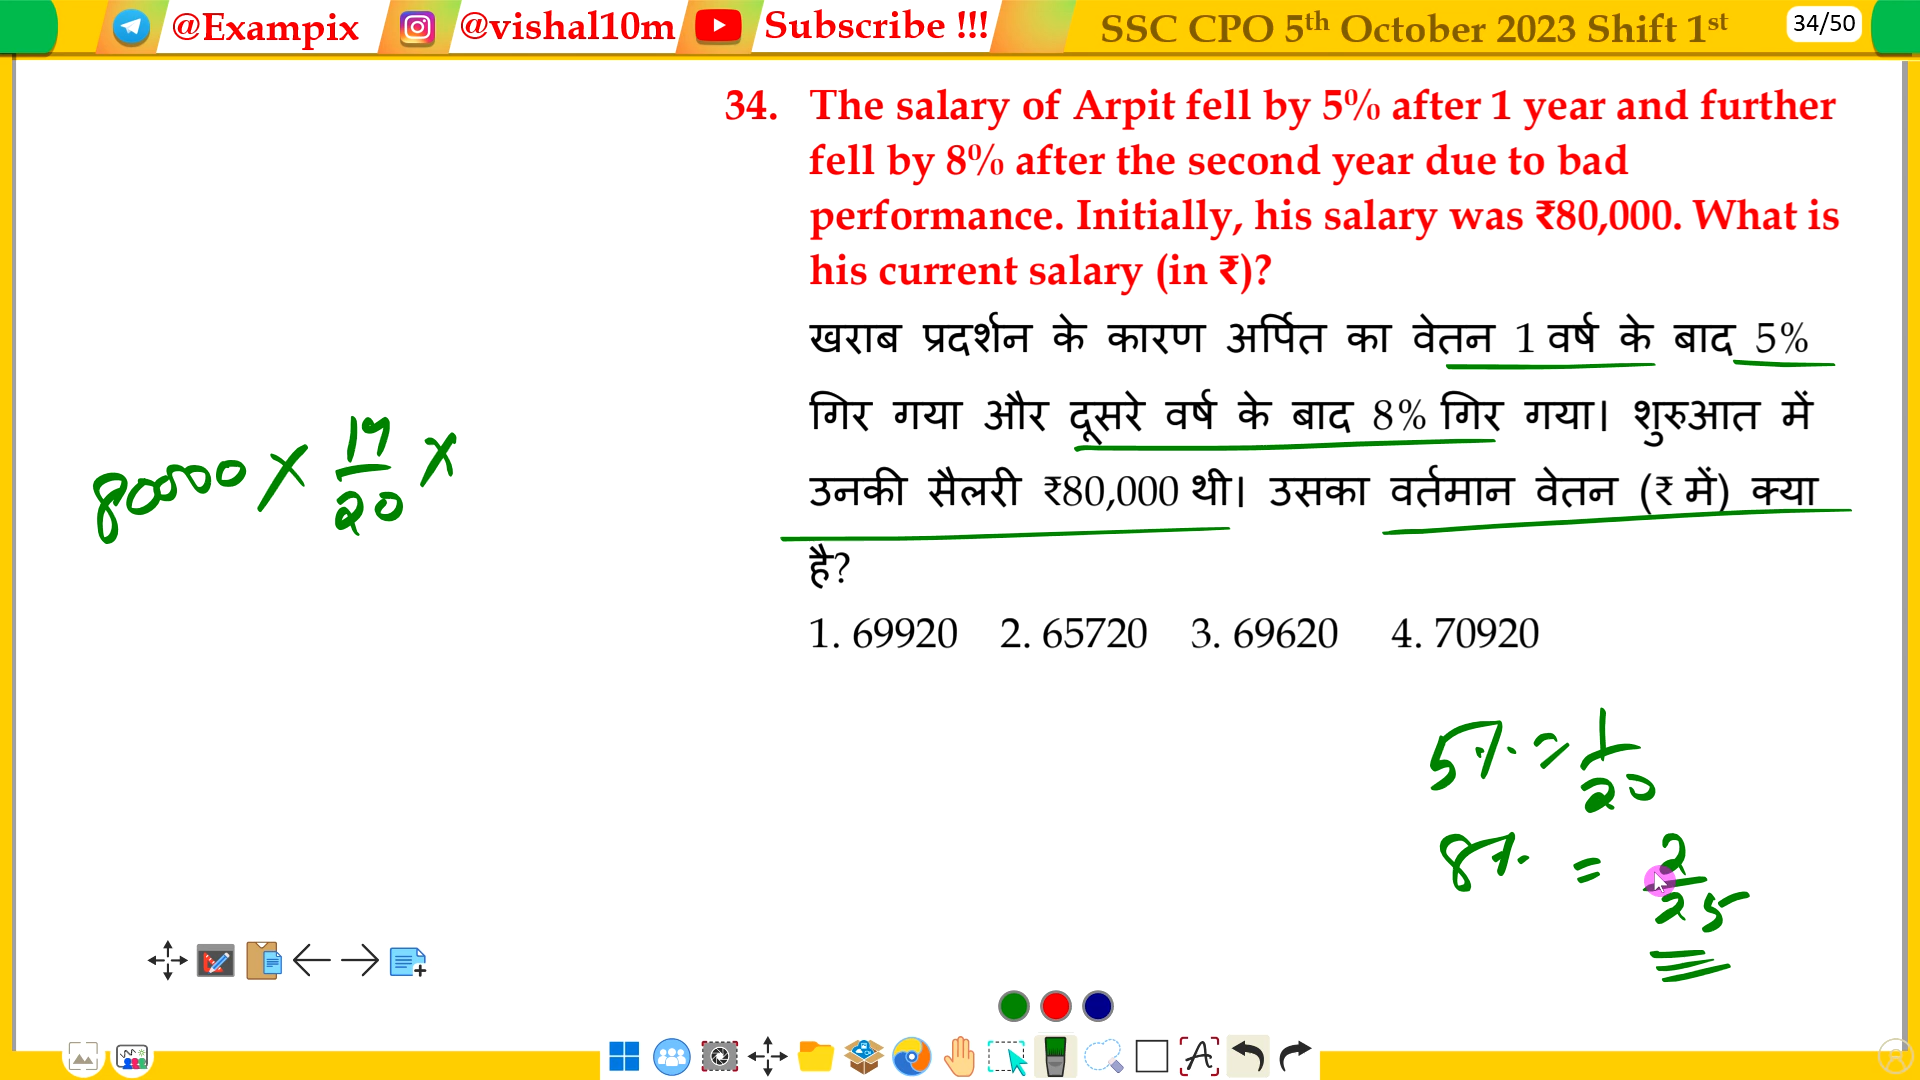 @Exampix @vishal10m Subscribe !!! SSC CPO 5th October 2023 Shift 1st 34/50
34. The salary of Arpit fell by 5% after 1 year and further
fell by 8% after the second year due to bad
performance. Initially, his salary was ₹80,000. What is
his current salary (in ₹)?
खराब प्रदर्शन के कारण अर्पित का वेतन 1 वर्ष के बाद 5%
गिर गया और दूसरे वर्ष के बाद 8% गिर गया। शुरुआत में
उनकी सैलरी ₹80,000 थी। उसका वर्तमान वेतन (₹ में) क्या
है?
1. 69920 2. 65720 3. 69620 4. 70920
80000 × 19/20 ×
5% = 1/20
8% = 2/25